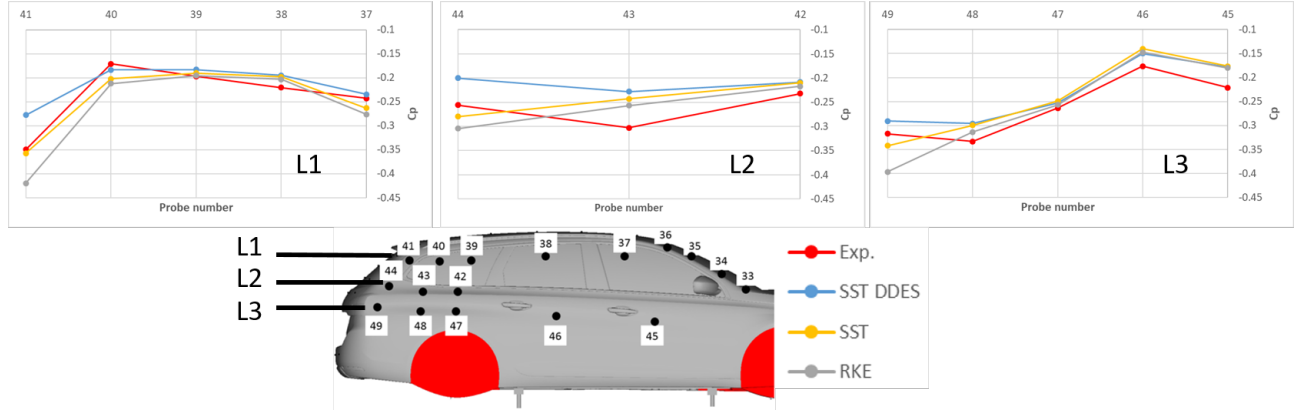 41 40 39 38 37
-0.1
-0.15
-0.2
-0.25
-0.3
-0.35
-0.4
-0.45
Cp
L1
Probe number
44 43 42
-0.1
-0.15
-0.2
-0.25
-0.3
-0.35
-0.4
-0.45
Cp
L2
Probe number
49 48 47 46 45
-0.1
-0.15
-0.2
-0.25
-0.3
-0.35
-0.4
-0.45
Cp
L3
Probe number
L1
L2
L3
41 40 39 38 37 36 35
44 43 42 34 33
49 48 47 46 45
Exp.
SST DDES
SST
RKE